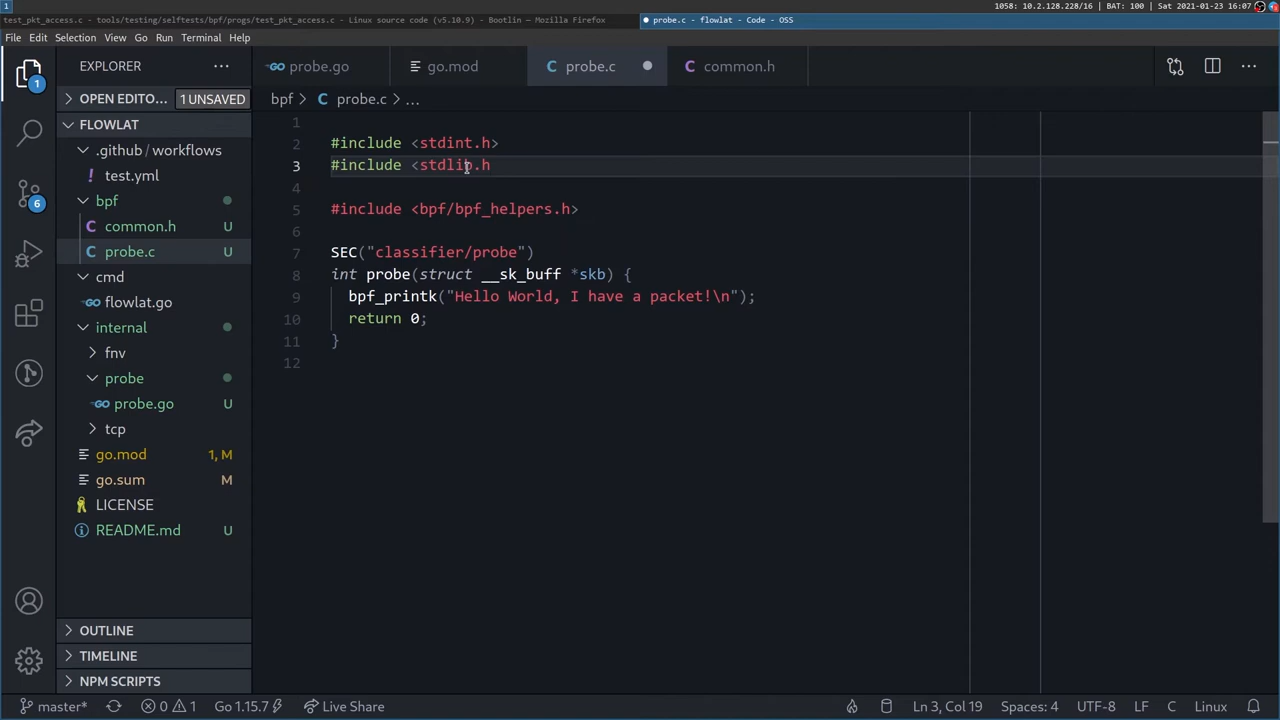 1
test_pkt_access.c - tools/testing/selftests/bpf/progs/test_pkt_access.c - Linux source code (v5.10.9) - Bootlin — Mozilla Firefox
probe.c - flowlat - Code - OSS
1058: 10.2.128.228/16 | BAT: 100 | Sat 2021-01-23 16:07
File Edit Selection View Go Run Terminal Help
1
6
EXPLORER ...
OPEN EDITO... 1 UNSAVED
FLOWLAT
.github/workflows
! test.yml
bpf
C common.h U
C probe.c U
cmd
GO flowlat.go
internal
fnv
probe
GO probe.go U
tcp
go.mod 1, M
go.sum M
LICENSE
README.md U
OUTLINE
TIMELINE
NPM SCRIPTS
GO probe.go
go.mod
C probe.c
C common.h
...
bpf > C probe.c > ...
1
2 #include <stdint.h>
3 #include <stdlib.h
4
5 #include <bpf/bpf_helpers.h>
6
7 SEC("classifier/probe")
8 int probe(struct __sk_buff *skb) {
9 bpf_printk("Hello World, I have a packet!\n");
10 return 0;
11 }
12
master* 0 1 Go 1.15.7 Live Share Ln 3, Col 19 Spaces: 4 UTF-8 LF C Linux